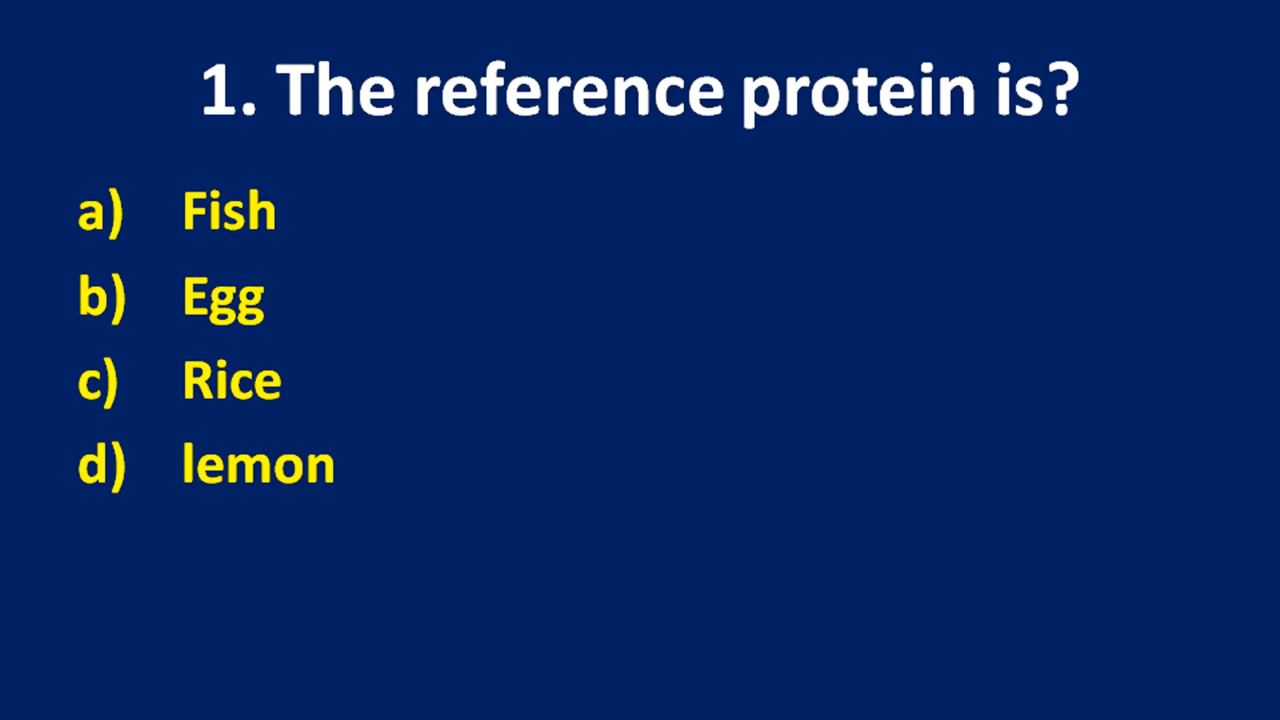 1. The reference protein is?
a) Fish
b) Egg
c) Rice
d) lemon